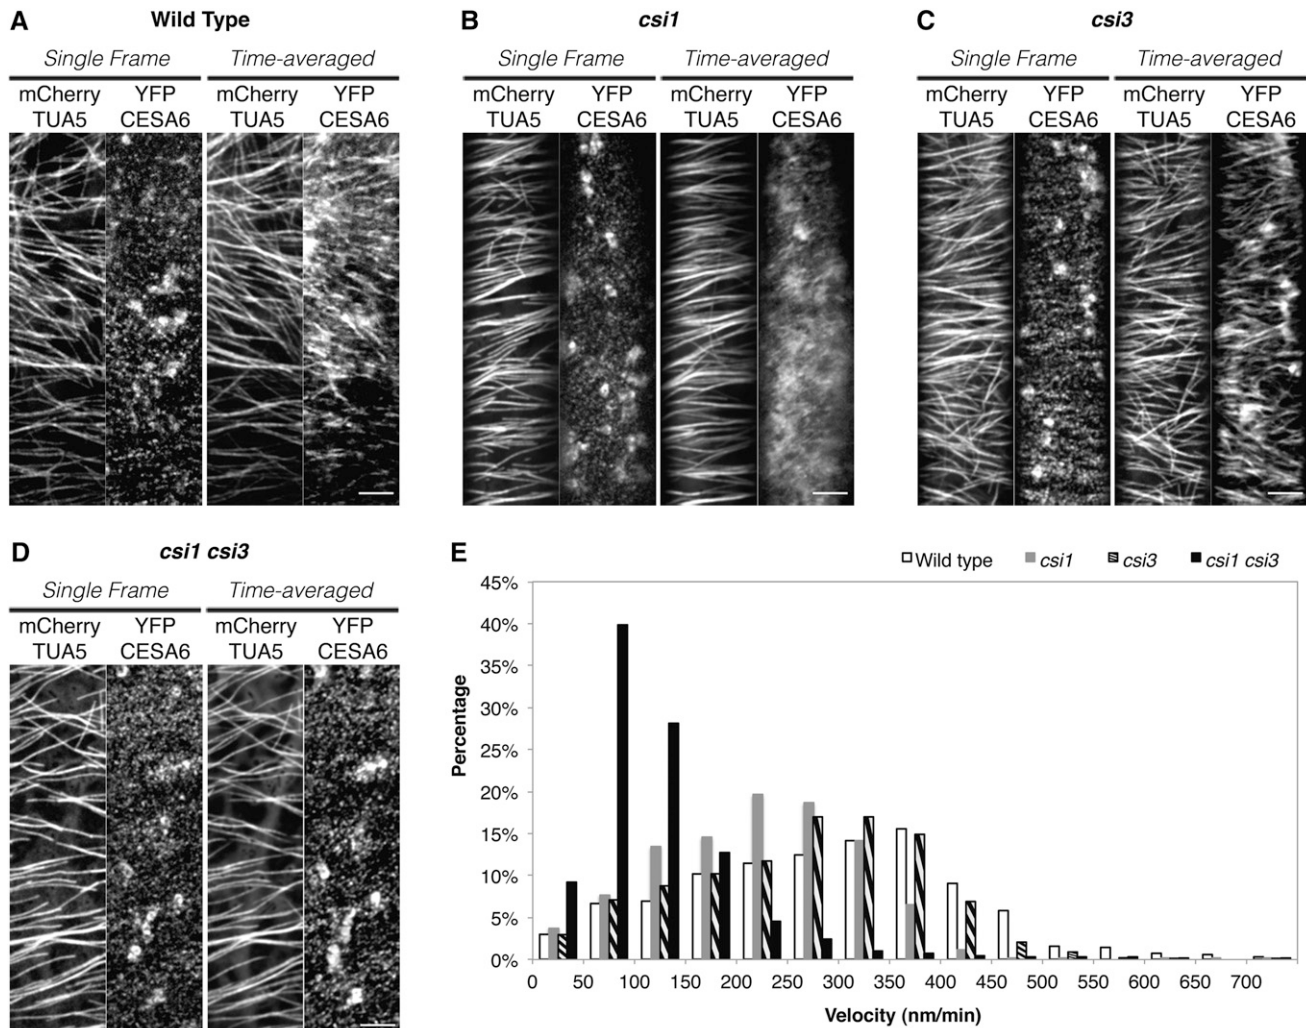 A Wild Type
Single Frame Time-averaged
mCherry YFP mCherry YFP
TUA5 CESA6 TUA5 CESA6
B csi1
Single Frame Time-averaged
mCherry YFP mCherry YFP
TUA5 CESA6 TUA5 CESA6
C csi3
Single Frame Time-averaged
mCherry YFP mCherry YFP
TUA5 CESA6 TUA5 CESA6
D csi1 csi3
Single Frame Time-averaged
mCherry YFP mCherry YFP
TUA5 CESA6 TUA5 CESA6
E
Wild type csi1 csi3 csi1 csi3
45%
40%
35%
30%
25%
20%
15%
10%
5%
0%
Percentage
0 50 100 150 200 250 300 350 400 450 500 550 600 650 700
Velocity (nm/min)